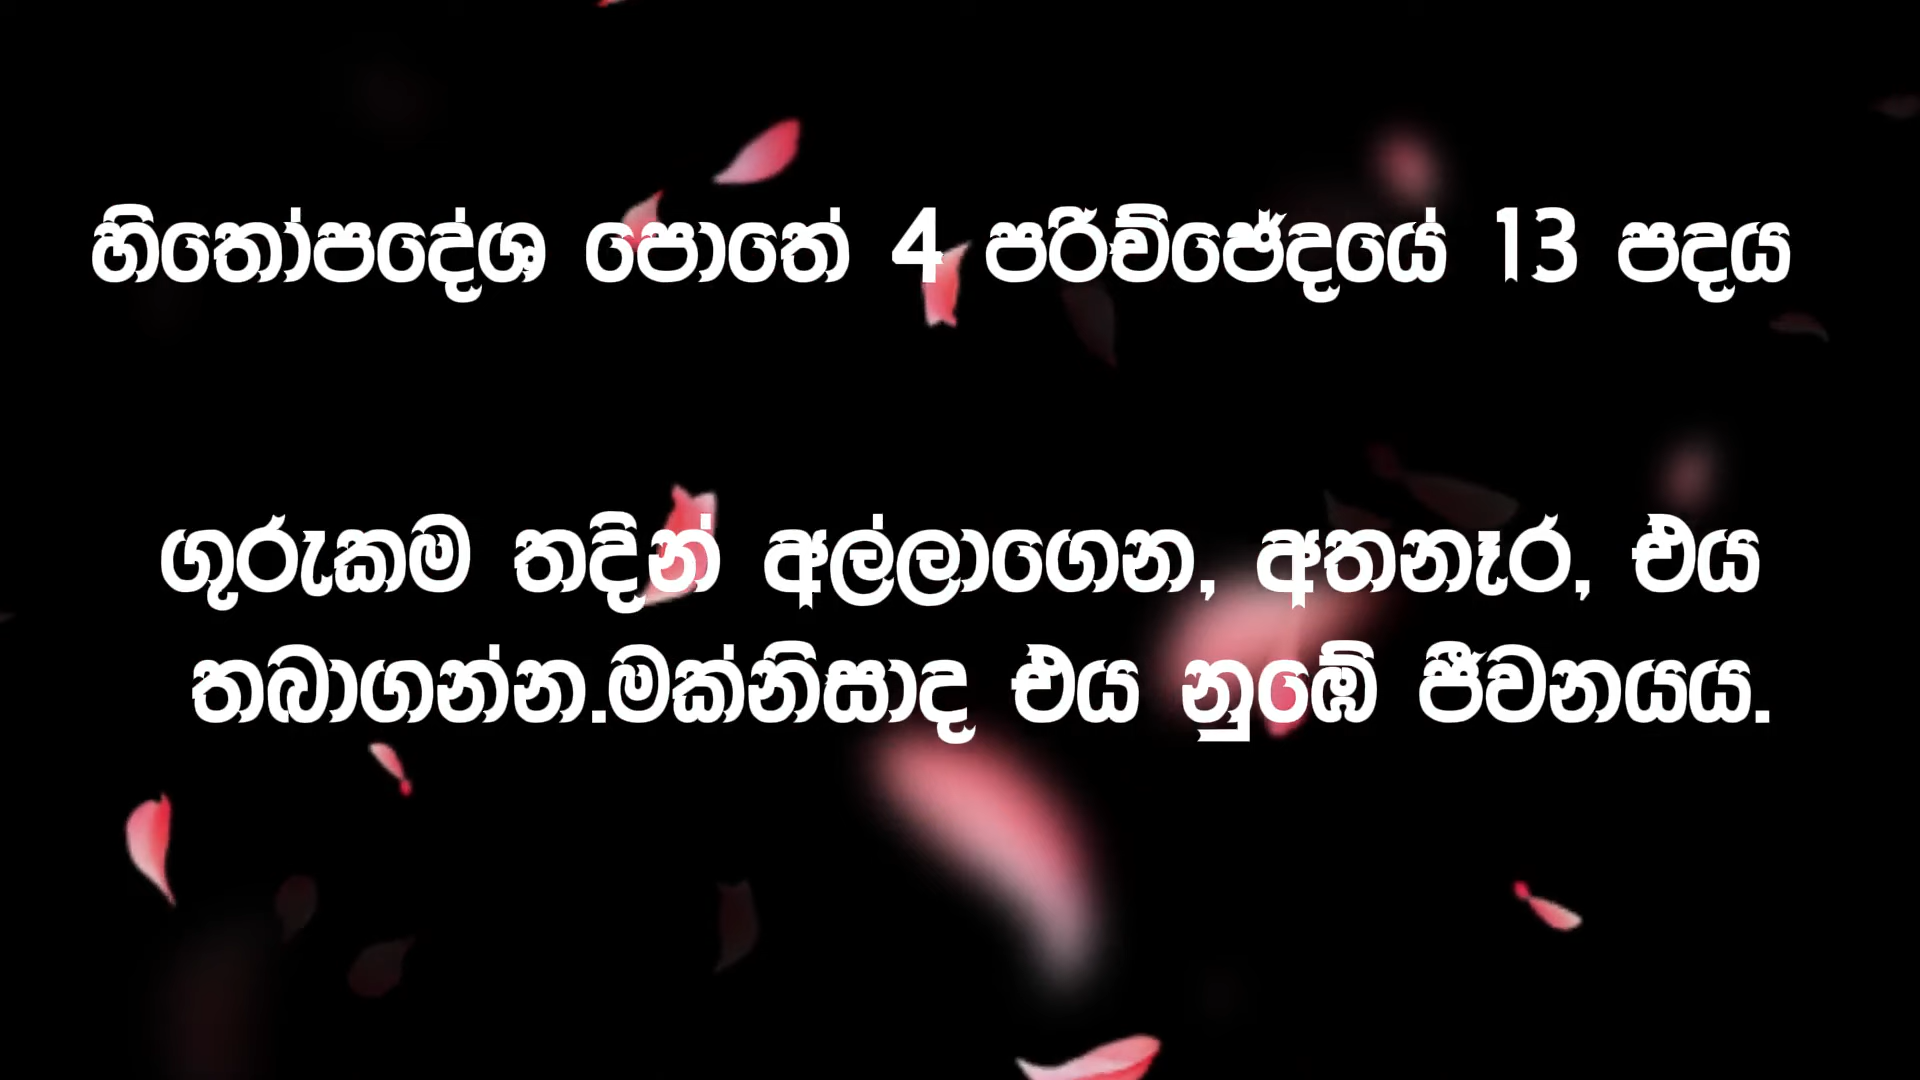 හිතෝපදේශ පොතේ 4 පරිච්ඡේදයේ 13 පදය
ගුරුකම තදින් අල්ලාගෙන, අතනෑර, එය
තබාගන්න.මක්නිසාද එය නුඹේ ජීවනයය.